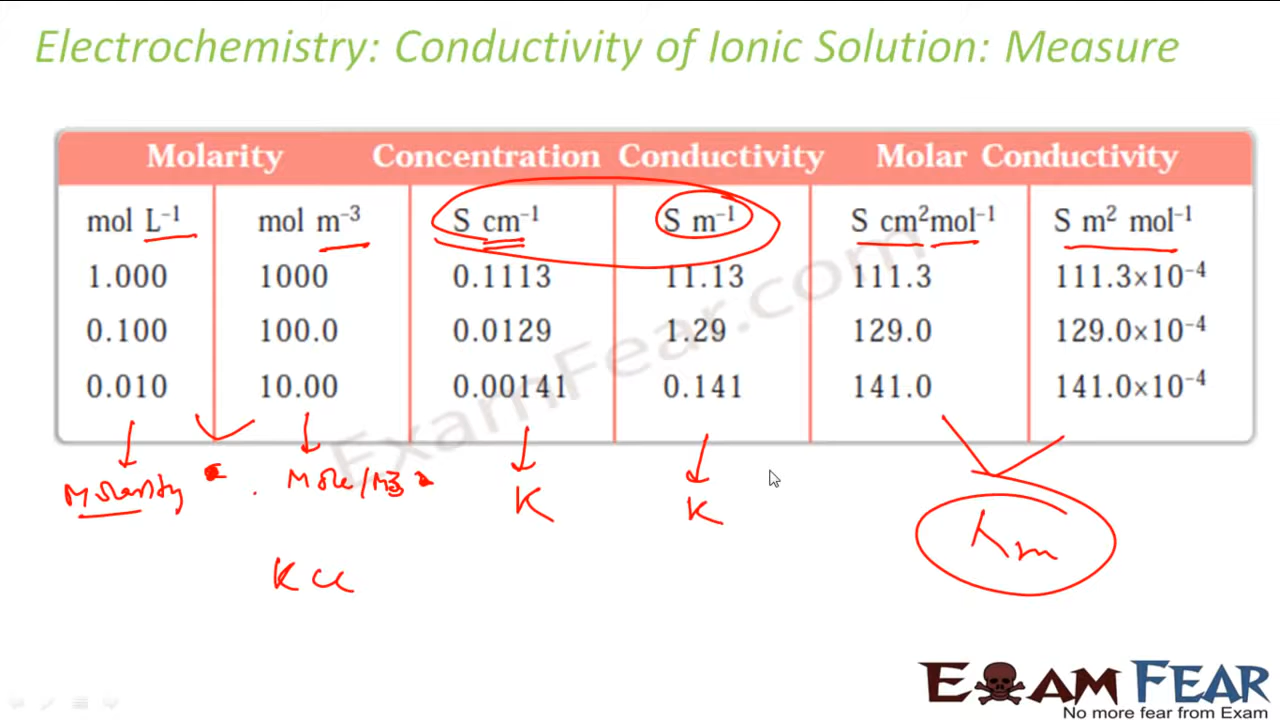 Electrochemistry: Conductivity of Ionic Solution: Measure
Molarity Concentration Conductivity Molar Conductivity
mol L⁻¹ mol m⁻³ S cm⁻¹ S m⁻¹ S cm² mol⁻¹ S m² mol⁻¹
1.000 1000 0.1113 11.13 111.3 111.3×10⁻⁴
0.100 100.0 0.0129 1.29 129.0 129.0×10⁻⁴
0.010 10.00 0.00141 0.141 141.0 141.0×10⁻⁴
ExamFear.com
Molarity Mole/M3
K K
Λm
KCl
EXAM FEAR
No more fear from Exam